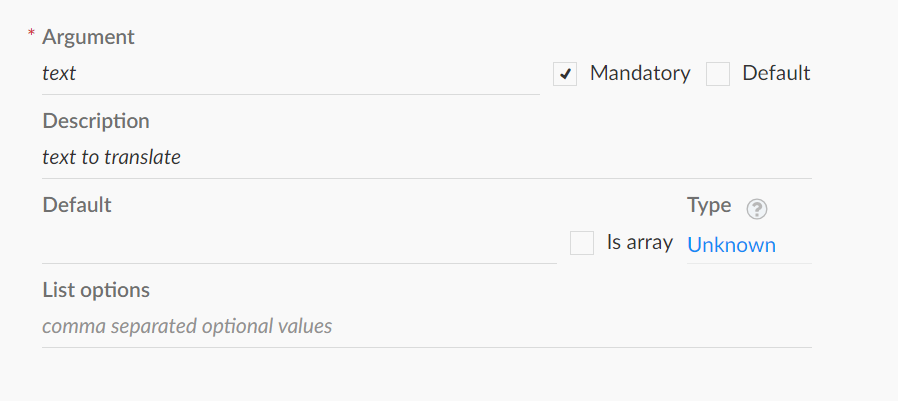 * Argument
text
Mandatory
Default
Description
text to translate
Default
Type ?
Is array
Unknown
List options
comma separated optional values